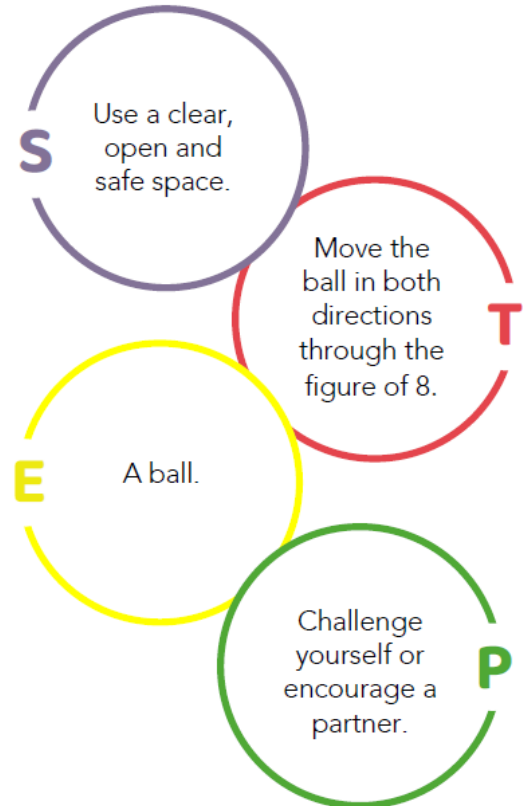 S
Use a clear,
open and
safe space.
T
Move the
ball in both
directions
through the
figure of 8.
E
A ball.
P
Challenge
yourself or
encourage a
partner.